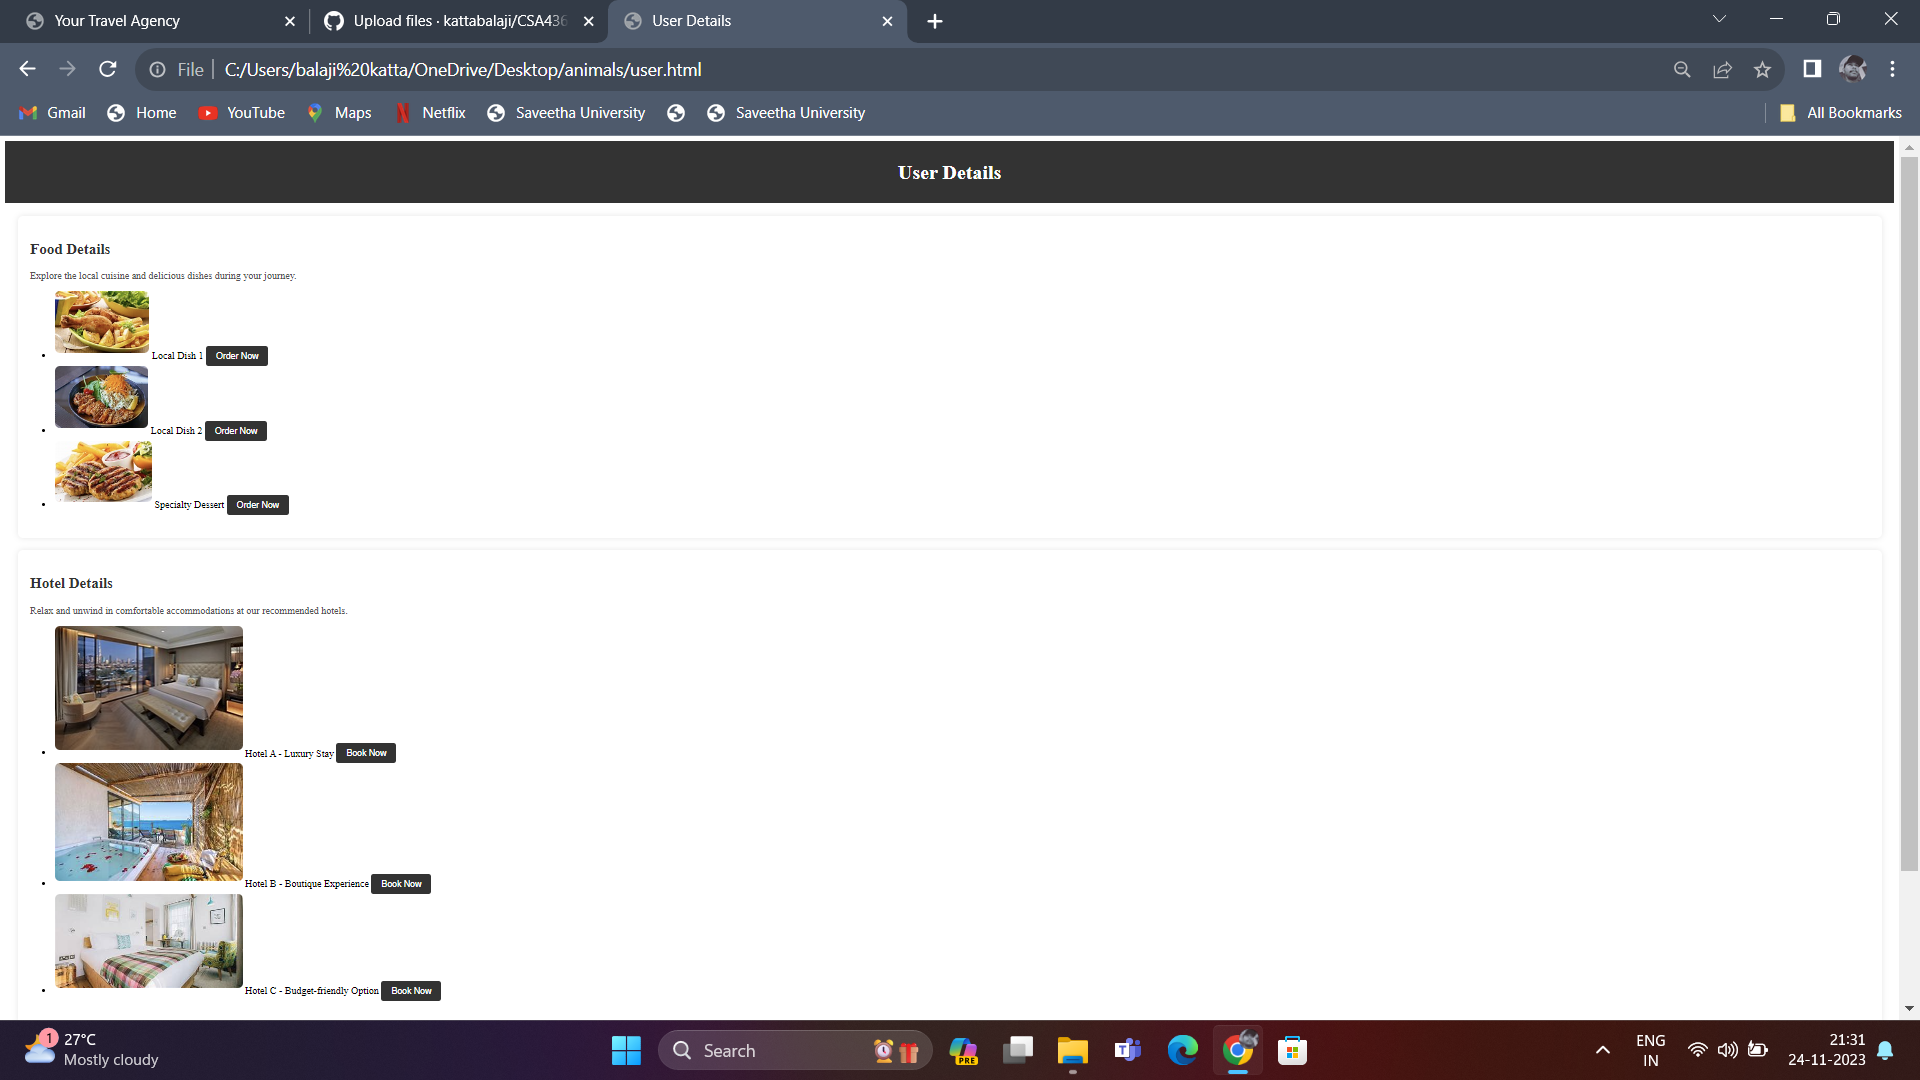 Your Travel Agency
Upload files · kattabalaji/CSA436
User Details
File
C:/Users/balaji%20katta/OneDrive/Desktop/animals/user.html
Gmail
Home
YouTube
Maps
Netflix
Saveetha University
Saveetha University
All Bookmarks
User Details
Food Details
Explore the local cuisine and delicious dishes during your journey.
Local Dish 1 Order Now
Local Dish 2 Order Now
Specialty Dessert Order Now
Hotel Details
Relax and unwind in comfortable accommodations at our recommended hotels.
Hotel A - Luxury Stay Book Now
Hotel B - Boutique Experience Book Now
Hotel C - Budget-friendly Option Book Now
1
27°C
Mostly cloudy
Search
PRE
ENG
IN
21:31
24-11-2023